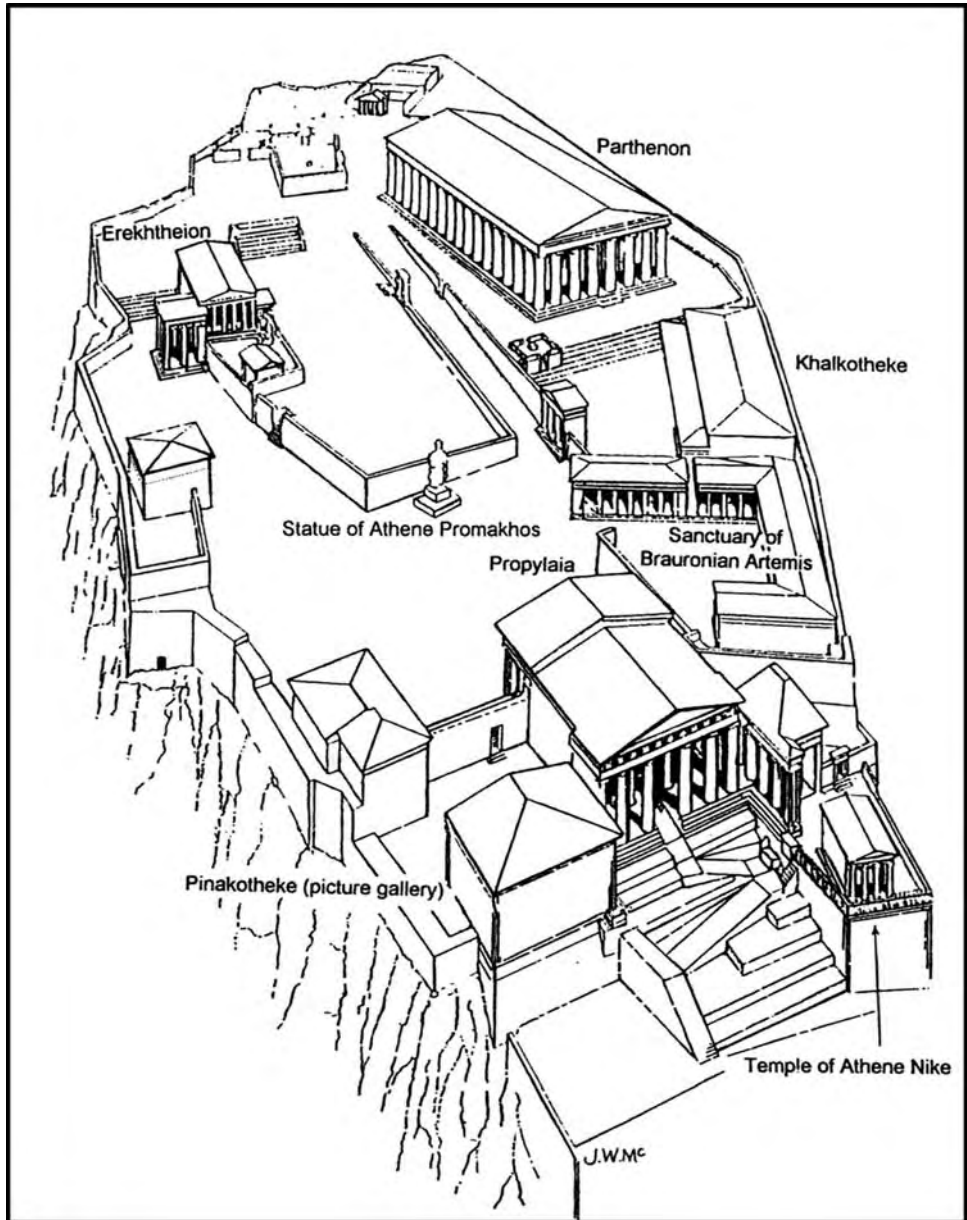 Parthenon
Erekhtheion
Khalkotheke
Statue of Athene Promakhos
Sanctuary of
Brauronian Artemis
Propylaia
Pinakotheke (picture gallery)
Temple of Athene Nike
J.W.Mc